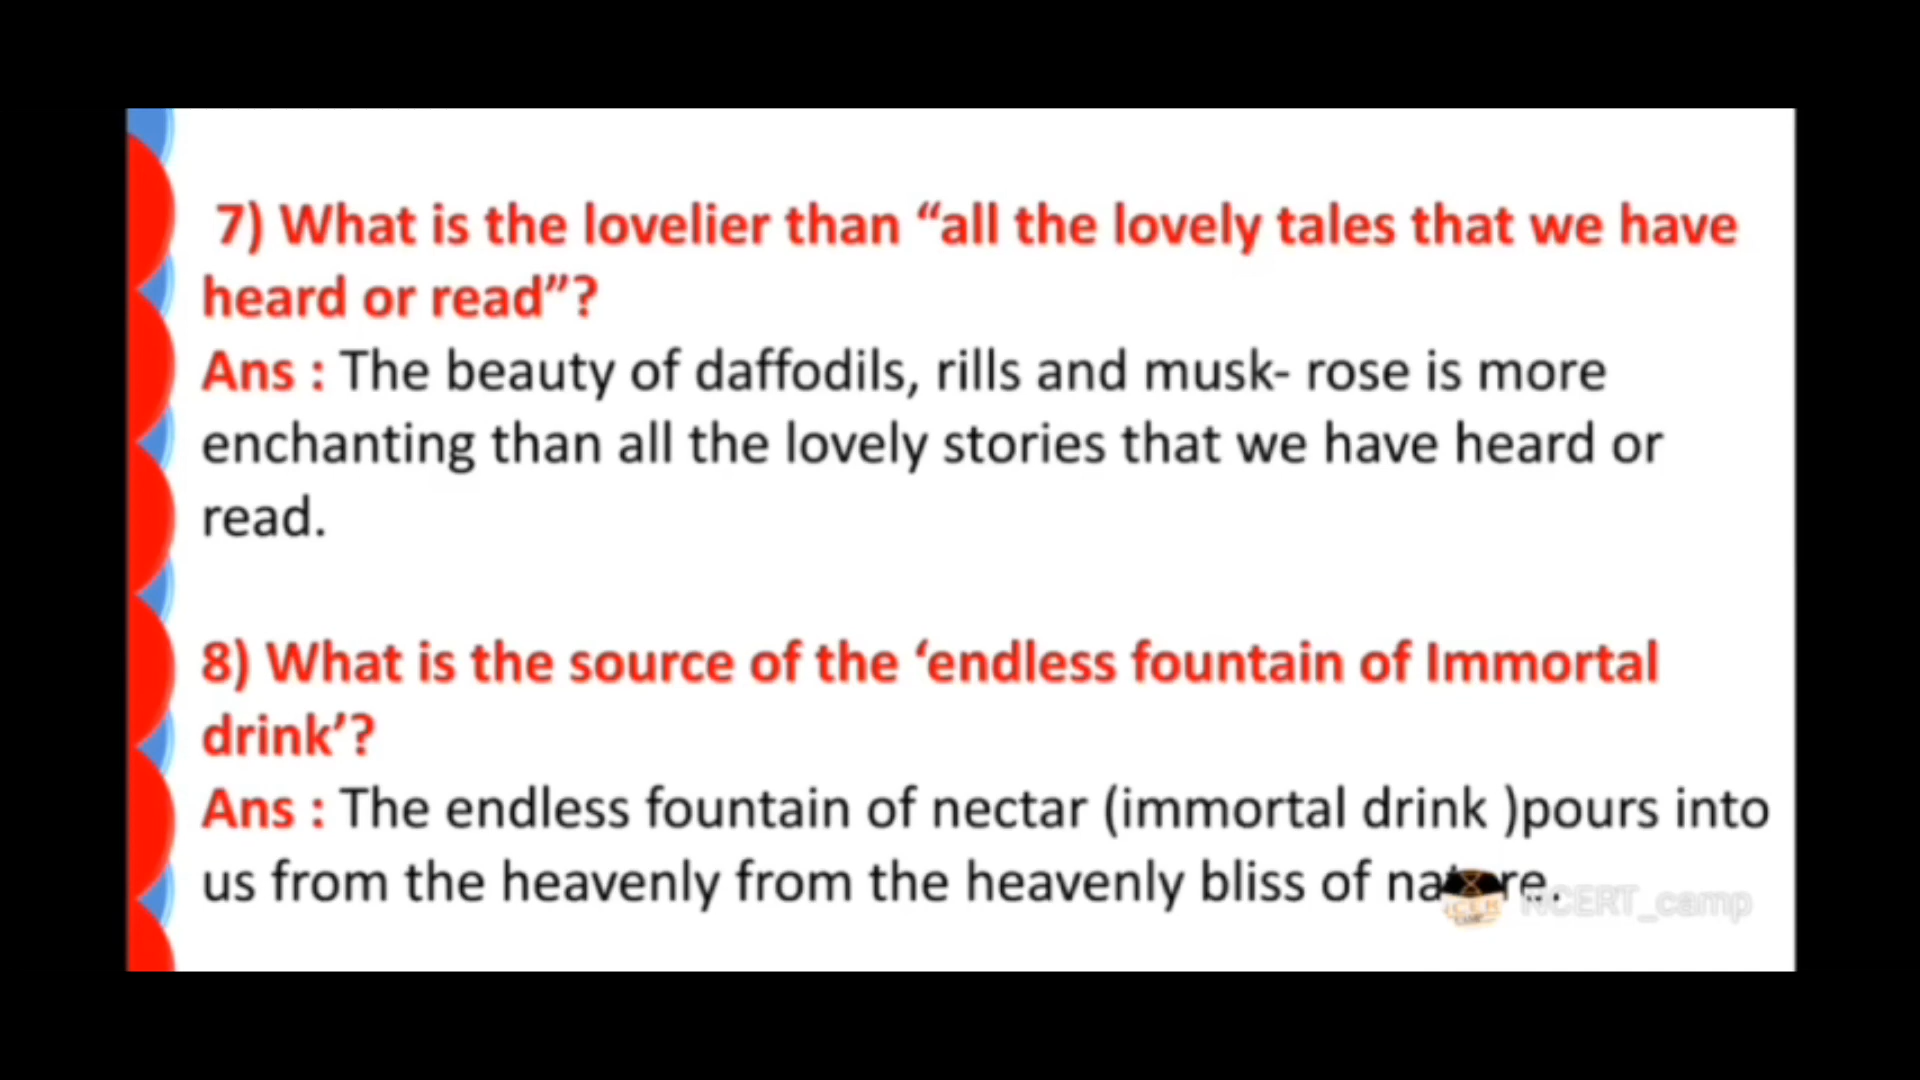 7) What is the lovelier than “all the lovely tales that we have
heard or read”?
Ans : The beauty of daffodils, rills and musk- rose is more
enchanting than all the lovely stories that we have heard or
read.
8) What is the source of the ‘endless fountain of Immortal
drink’?
Ans : The endless fountain of nectar (immortal drink )pours into
us from the heavenly from the heavenly bliss of nature.
NCERT_camp